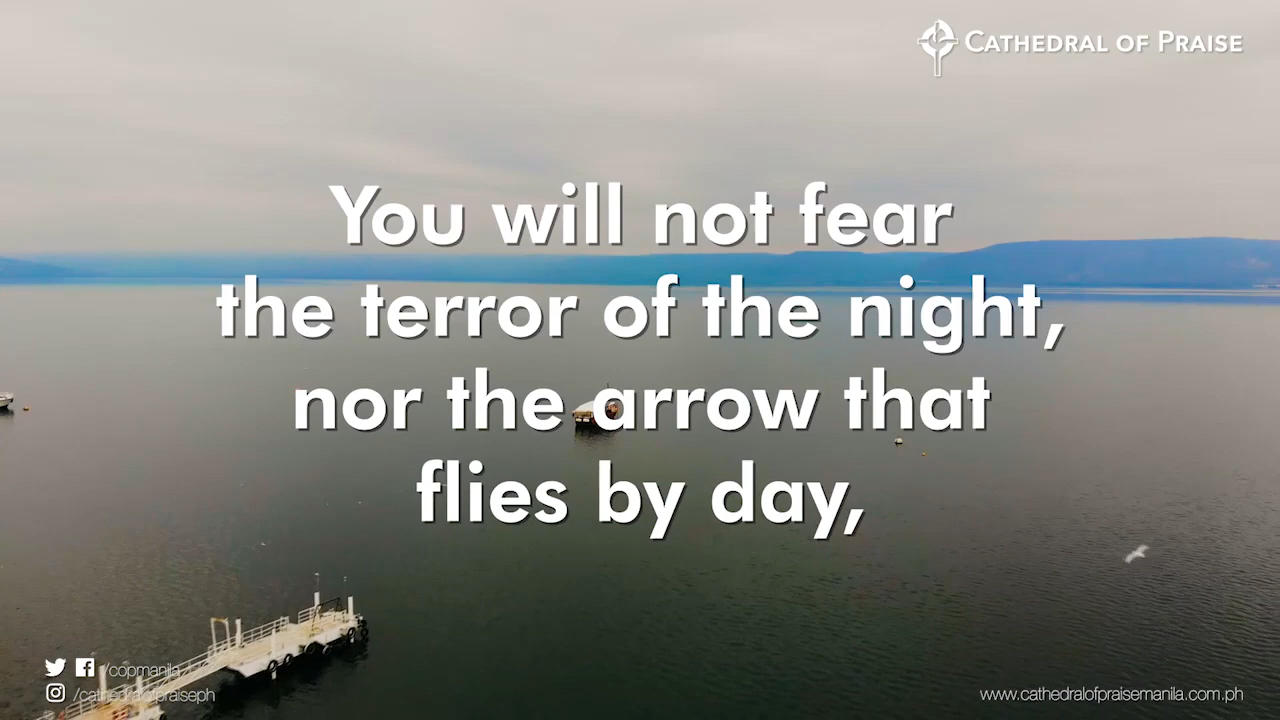 CATHEDRAL OF PRAISE
You will not fear
the terror of the night,
nor the arrow that
flies by day,
/copmanila
/cathedralofpraiseph
www.cathedralofpraisemanila.com.ph